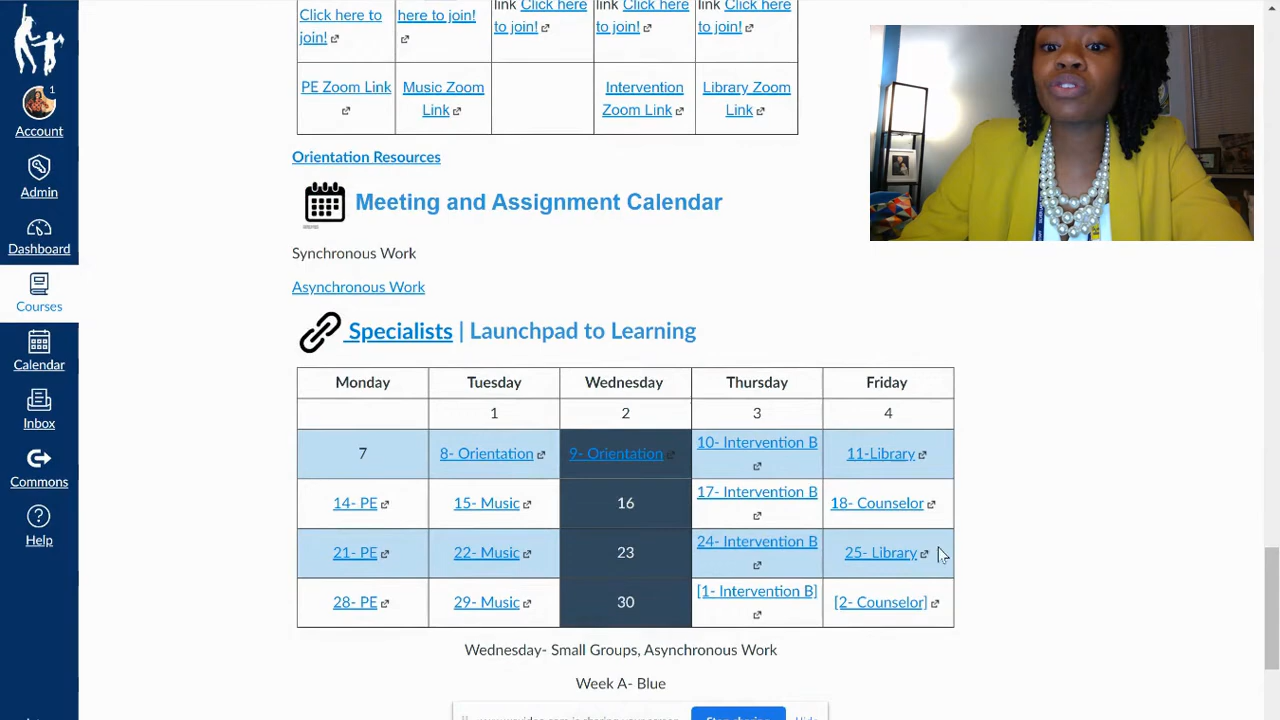 Click here to
join!
here to join!
link Click here
to join!
link Click here
to join!
link Click here
to join!
PE Zoom Link
Music Zoom
Link
Intervention
Zoom Link
Library Zoom
Link
Orientation Resources
Meeting and Assignment Calendar
Synchronous Work
Asynchronous Work
Specialists | Launchpad to Learning
Monday
Tuesday
Wednesday
Thursday
Friday
1
2
3
4
7
8- Orientation
9- Orientation
10- Intervention B
11-Library
14- PE
15- Music
16
17- Intervention B
18- Counselor
21- PE
22- Music
23
24- Intervention B
25- Library
28- PE
29- Music
30
[1- Intervention B]
[2- Counselor]
Wednesday- Small Groups, Asynchronous Work
Week A- Blue
1
Account
Admin
Dashboard
Courses
Calendar
Inbox
Commons
Help